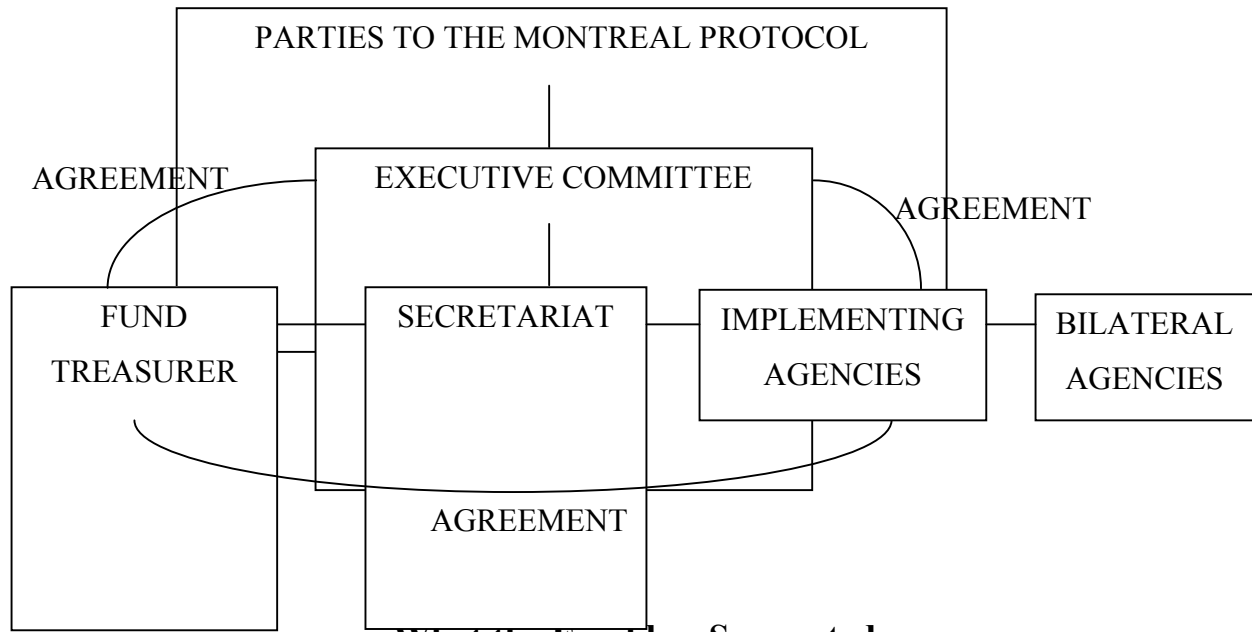 PARTIES TO THE MONTREAL PROTOCOL
AGREEMENT
EXECUTIVE COMMITTEE
AGREEMENT
FUND
TREASURER
SECRETARIAT
IMPLEMENTING
AGENCIES
BILATERAL
AGENCIES
AGREEMENT